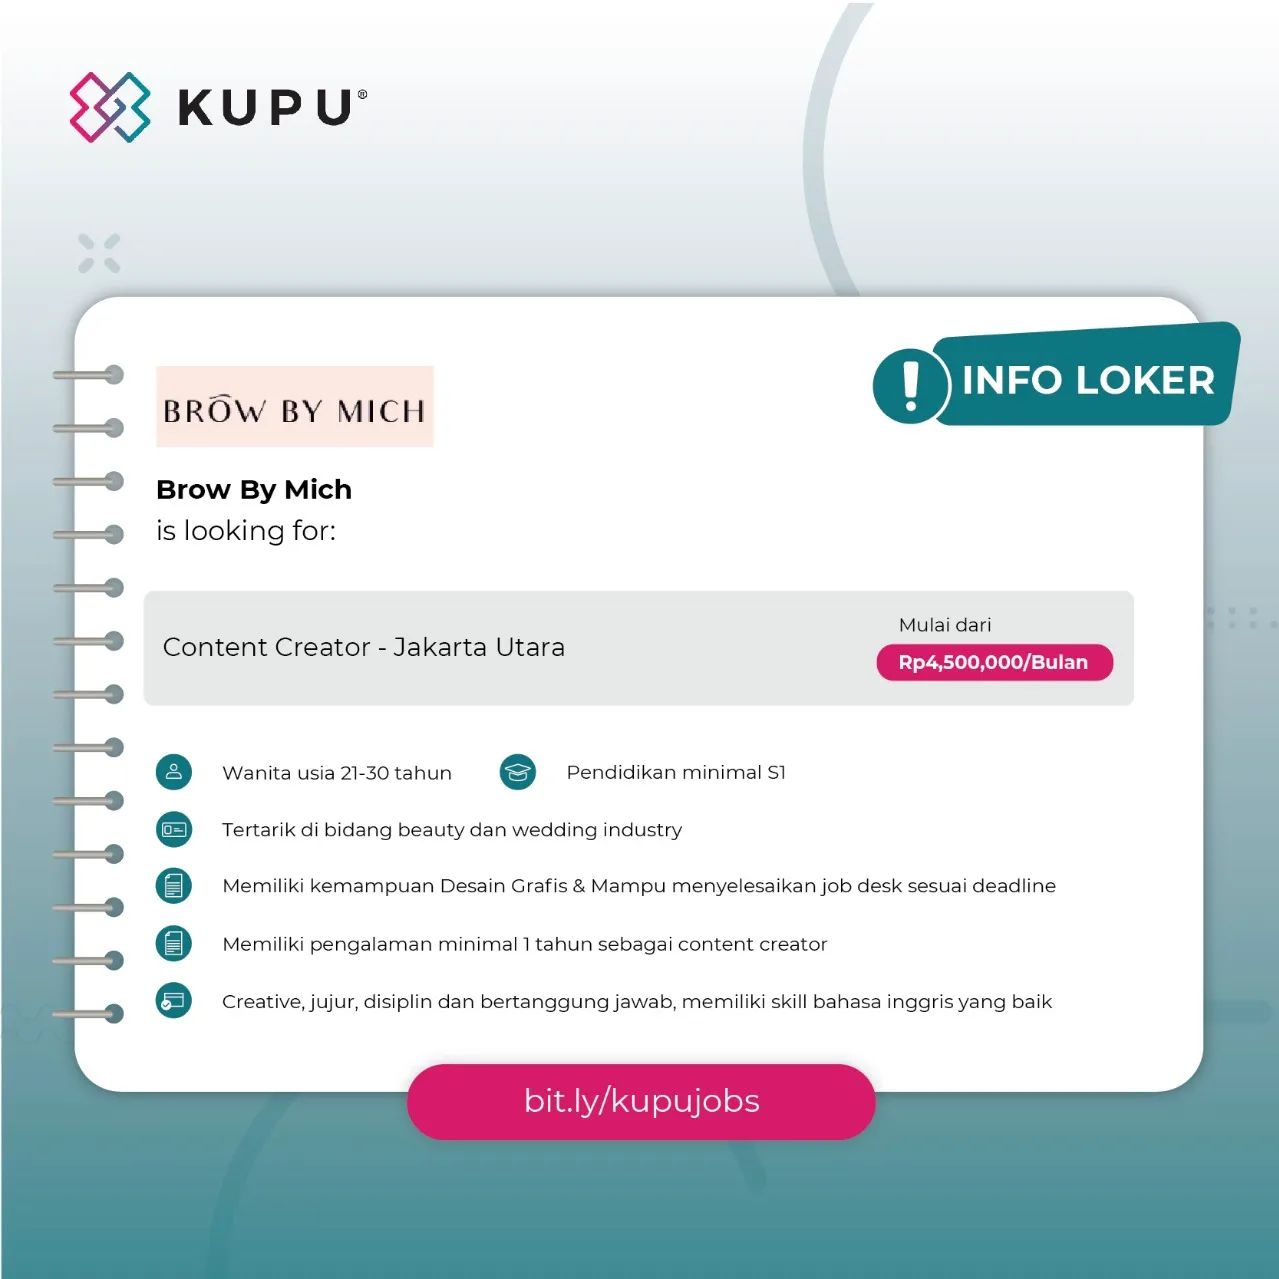 KUPU®
INFO LOKER
BROW BY MICH
Brow By Mich
is looking for:
Content Creator - Jakarta Utara
Mulai dari
Rp4,500,000/Bulan
Wanita usia 21-30 tahun
Pendidikan minimal S1
Tertarik di bidang beauty dan wedding industry
Memiliki kemampuan Desain Grafis & Mampu menyelesaikan job desk sesuai deadline
Memiliki pengalaman minimal 1 tahun sebagai content creator
Creative, jujur, disiplin dan bertanggung jawab, memiliki skill bahasa inggris yang baik
bit.ly/kupujobs